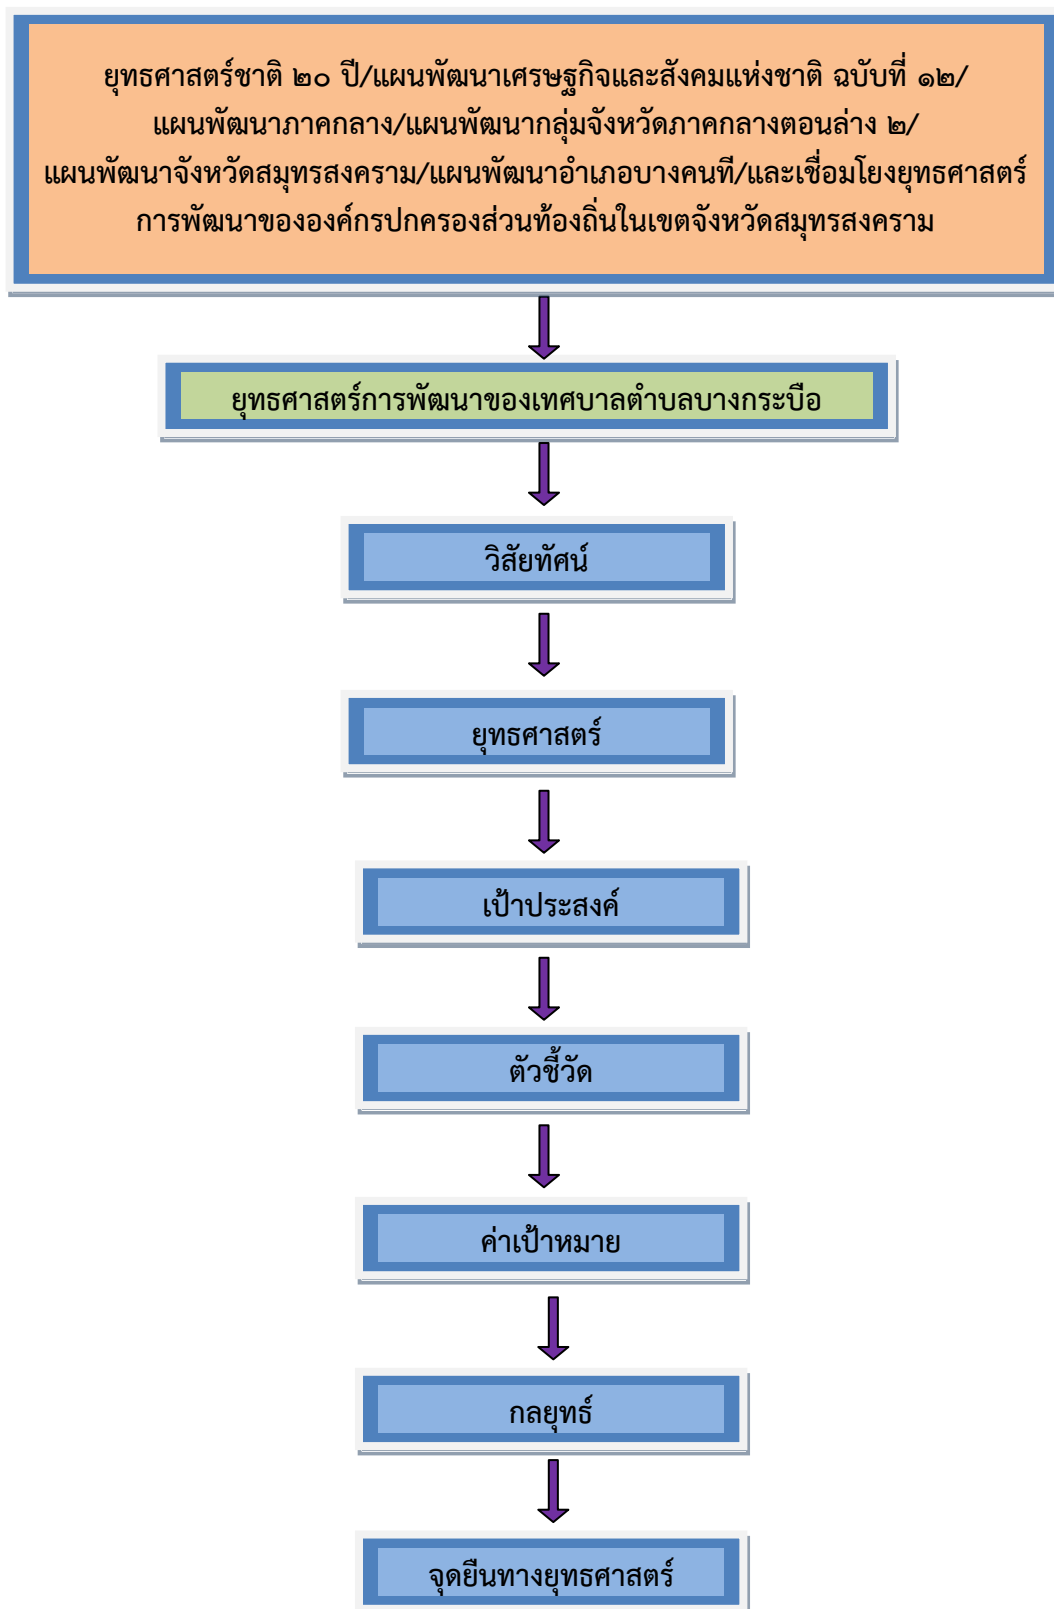 ยุทธศาสตร์ชาติ ๒๐ ปี/แผนพัฒนาเศรษฐกิจและสังคมแห่งชาติ ฉบับที่ ๑๒/
แผนพัฒนาภาคกลาง/แผนพัฒนากลุ่มจังหวัดภาคกลางตอนล่าง ๒/
แผนพัฒนาจังหวัดสมุทรสงคราม/แผนพัฒนาอำเภอบางคนที/และเชื่อมโยงยุทธศาสตร์
การพัฒนาขององค์กรปกครองส่วนท้องถิ่นในเขตจังหวัดสมุทรสงคราม
ยุทธศาสตร์การพัฒนาของเทศบาลตำบลบางกระบือ
วิสัยทัศน์
ยุทธศาสตร์
เป้าประสงค์
ตัวชี้วัด
ค่าเป้าหมาย
กลยุทธ์
จุดยืนทางยุทธศาสตร์